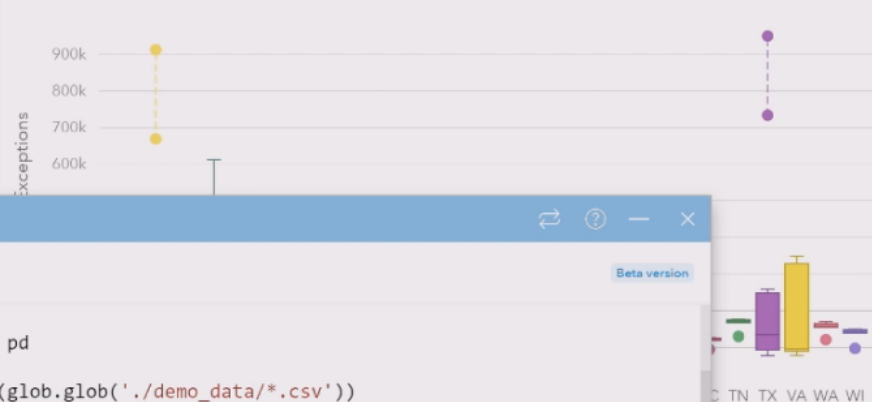 900k
800k
700k
600k
Exceptions
Beta version
pd
(glob.glob('./demo_data/*.csv'))
C TN TX VA WA WI